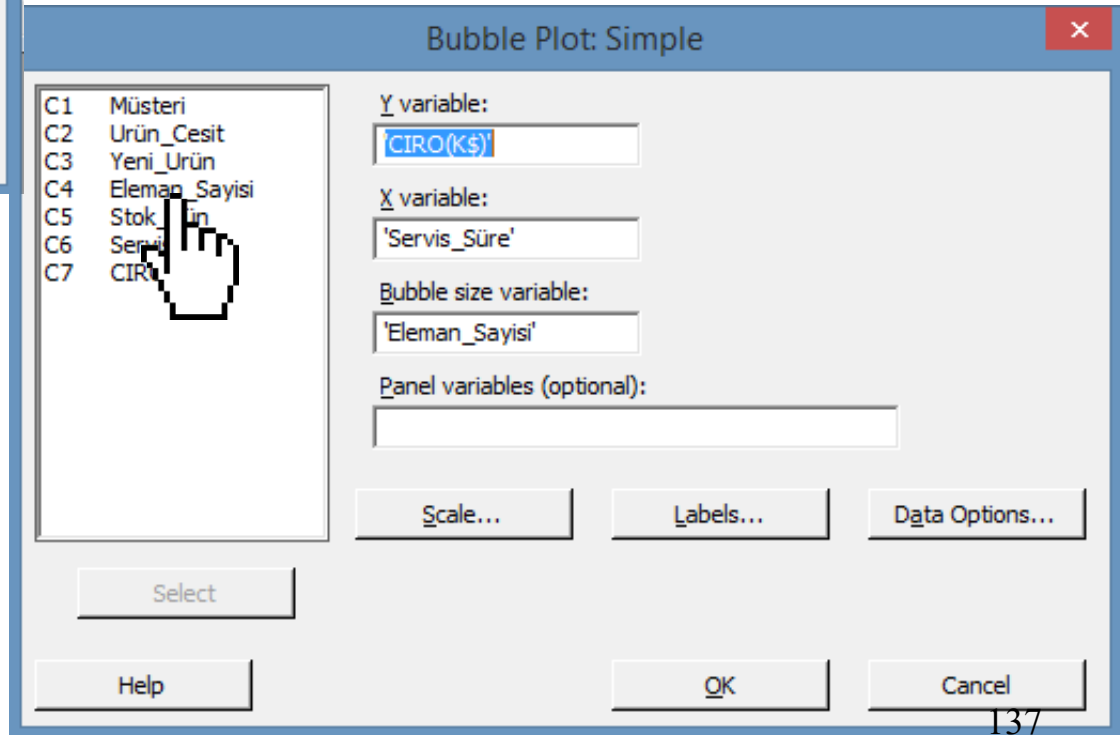 Bubble Plot: Simple
C1 Müsteri
C2 Urün_Cesit
C3 Yeni_Urün
C4 Eleman_Sayisi
C5
C6
C7
Y variable:
'CIRO(K$)'
X variable:
'Servis_Süre'
Bubble size variable:
'Eleman_Sayisi'
Panel variables (optional):
Scale...
Labels...
Data Options...
Select
Help
OK
Cancel
137